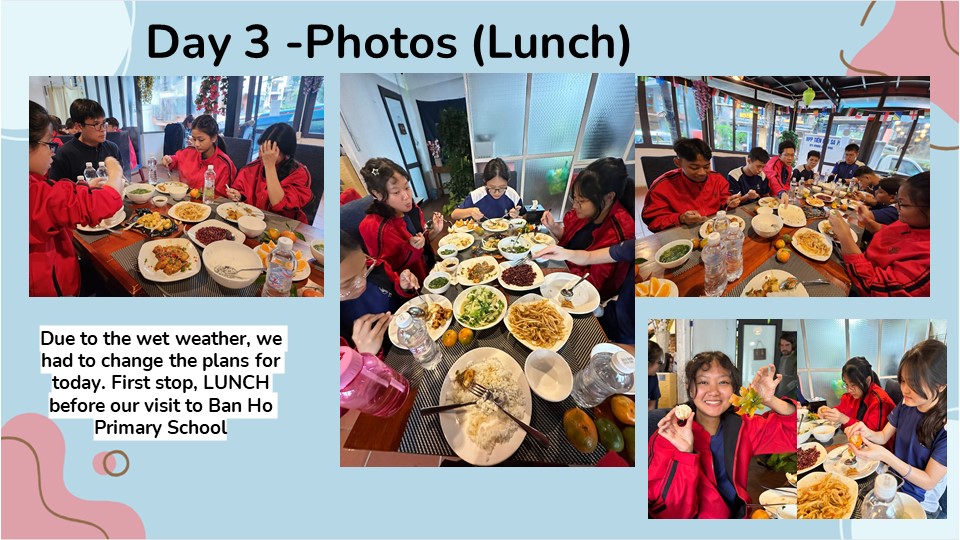 Day 3 -Photos (Lunch)
Due to the wet weather, we
had to change the plans for
today. First stop, LUNCH
before our visit to Ban Ho
Primary School